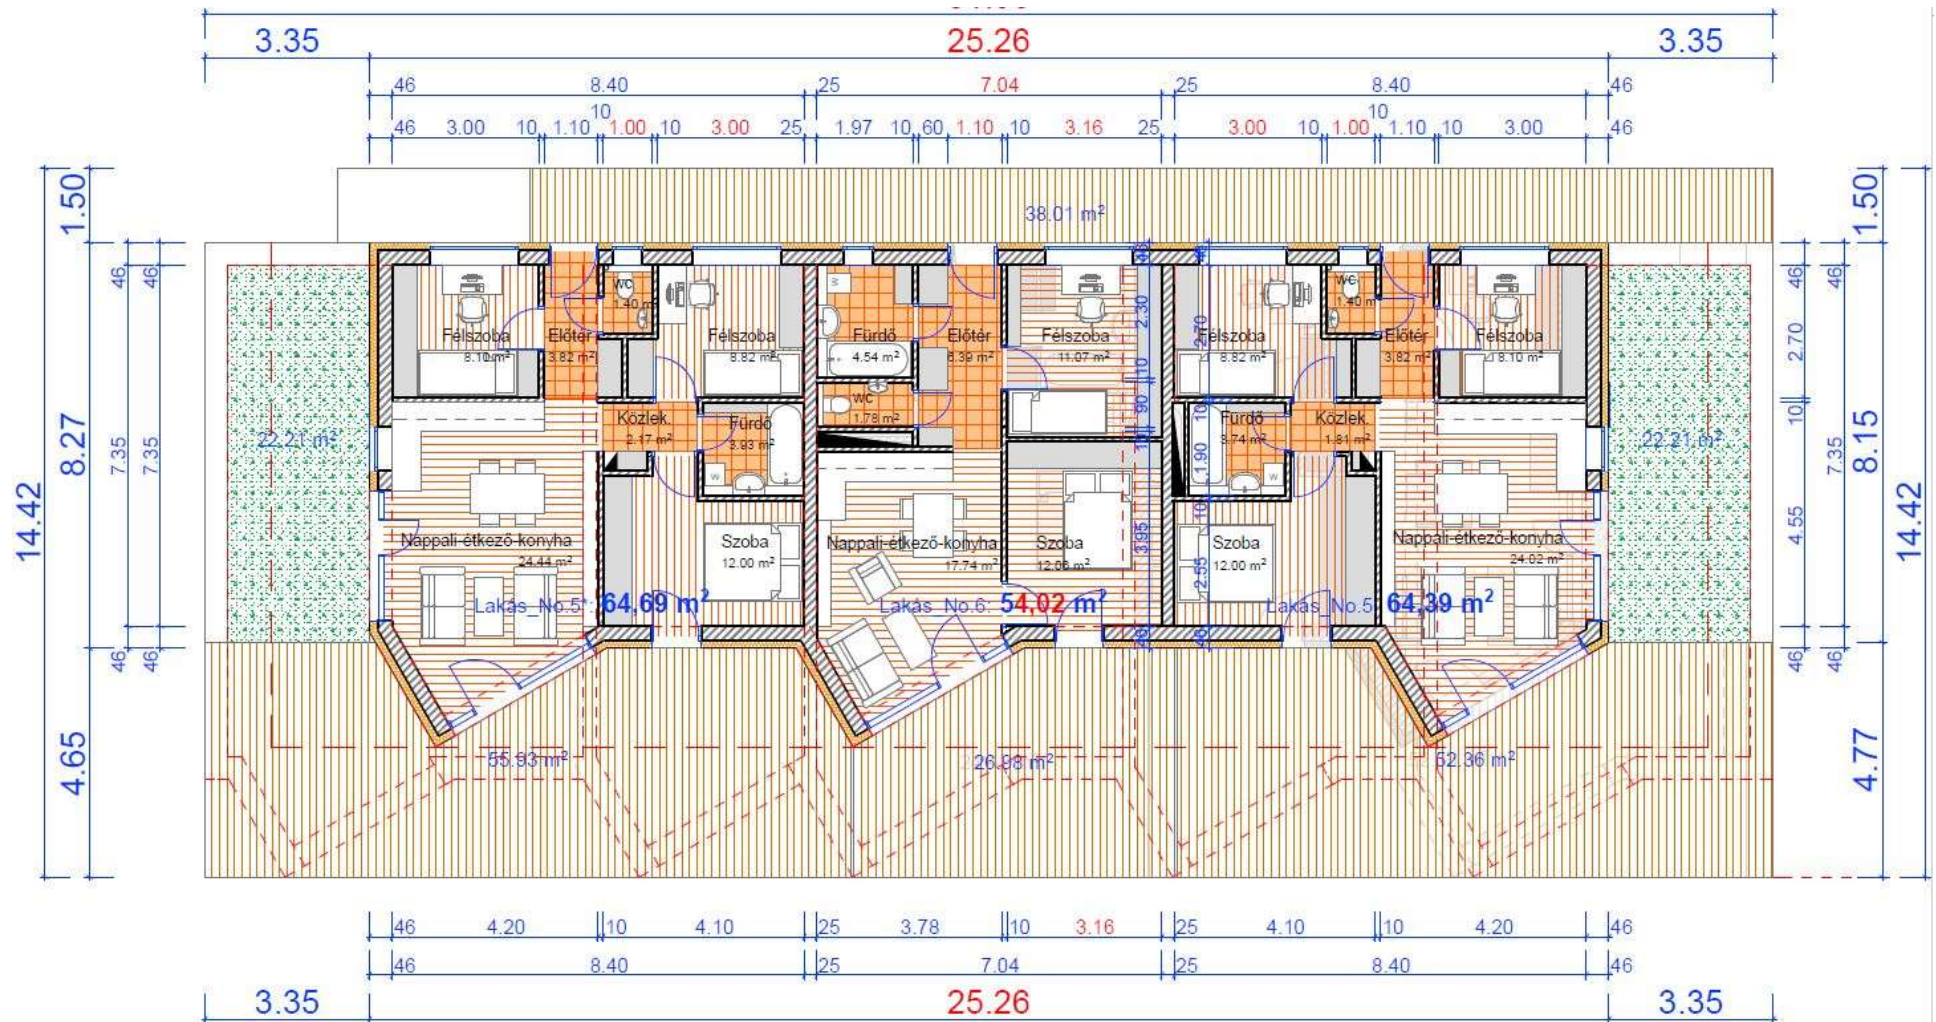 3.35 25.26 3.35
46 8.40 25 7.04 25 8.40 46
10 10
46 3.00 10 1.10 1.00 10 3.00 25 1.97 10 60 1.10 10 3.16 25 3.00 10 1.00 1.10 10 3.00 46
1.50 1.50
38.01 m²
46 46 46 46 46 46
WC WC
1.40 m 1.40 m²
2.30
2.70
2.70
Félszoba Előtér Félszoba Fürdő Előtér Félszoba Félszoba Előtér Félszoba
8.10 m² 3.82 m² 8.82 m² 4.54 m² 6.39 m² 11.07 m² 8.82 m² 3.82 m² 8.10 m²
10
WC
1.78 m²
90 10 10
Közlek. Fürdő Fürdő Közlek.
2.17 m² 3.93 m² 3.74 m² 1.81 m²
22.21 m² 22.21 m²
8.27 7.35 7.35 10 1.90 7.35 8.15
14.42 14.42
10
4.55
Nappali-étkező-konyha Szoba Nappali-étkező-konyha Szoba Szoba Nappali-étkező-konyha
24.44 m² 12.00 m² 17.74 m² 12.06 m² 3.95 12.00 m² 24.02 m²
2.55
Lakás_No.5*: 64,69 m² Lakás_No.6: 54,02 m² Lakás_No.5 64,39 m²
46 46 46 46 46 46
4.65 4.77
55.93 m² 26.98 m² 52.36 m²
46 4.20 10 4.10 25 3.78 10 3.16 25 4.10 10 4.20 46
46 8.40 25 7.04 25 8.40 46
3.35 25.26 3.35